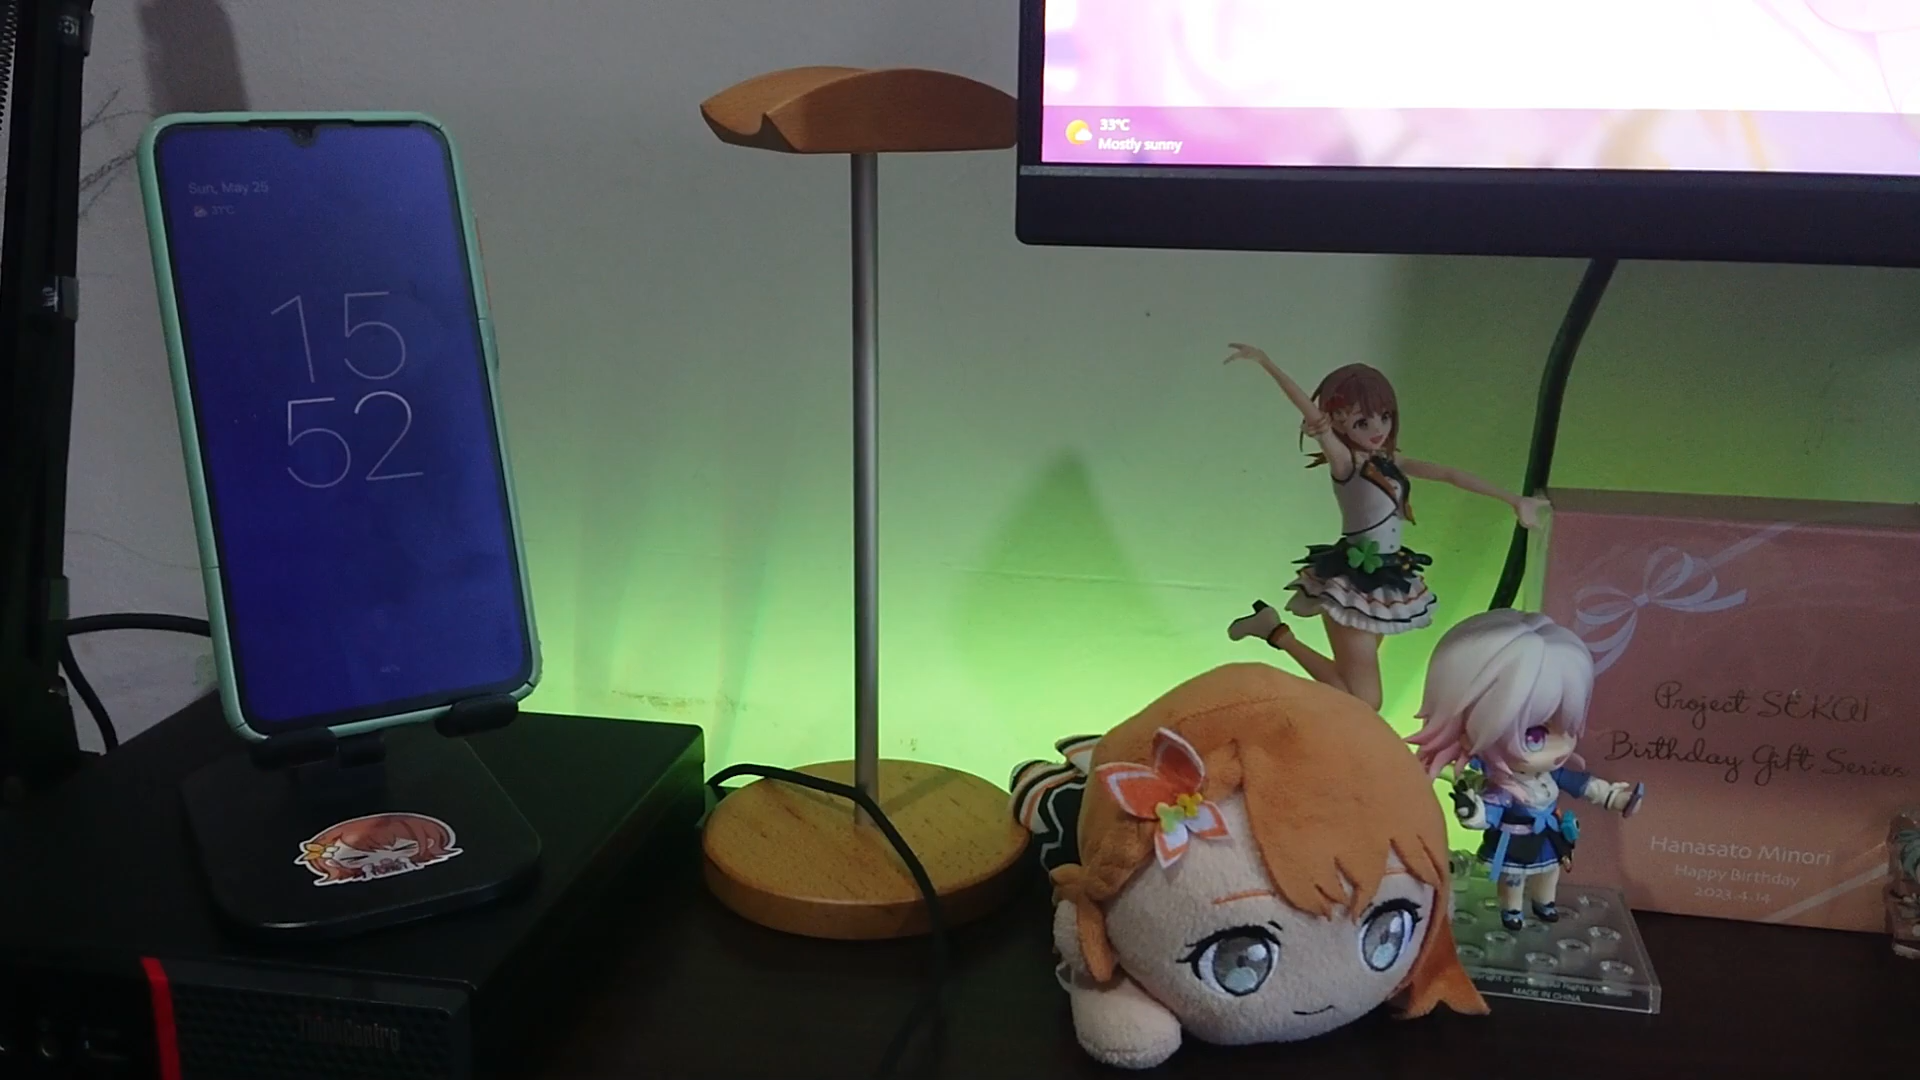 Sun, May 25
31°C
15
52
33°C
Mostly sunny
Project SEKAI
Birthday Gift Series
Hanasato Minori
Happy Birthday
2023.4.14
MADE IN CHINA
ThinkCentre